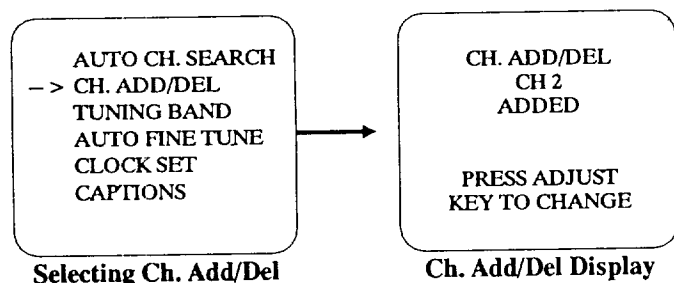 AUTO CH. SEARCH
–> CH. ADD/DEL
TUNING BAND
AUTO FINE TUNE
CLOCK SET
CAPTIONS
Selecting Ch. Add/Del
CH. ADD/DEL
CH 2
ADDED
PRESS ADJUST
KEY TO CHANGE
Ch. Add/Del Display